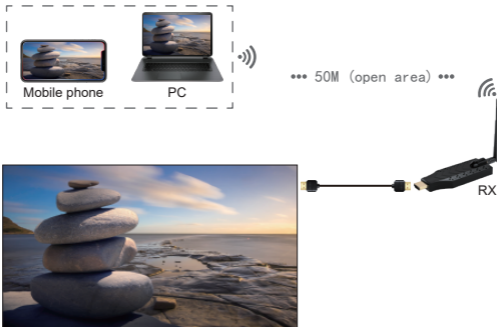 ••• 50M (open area) •••
Mobile phone
PC
RX